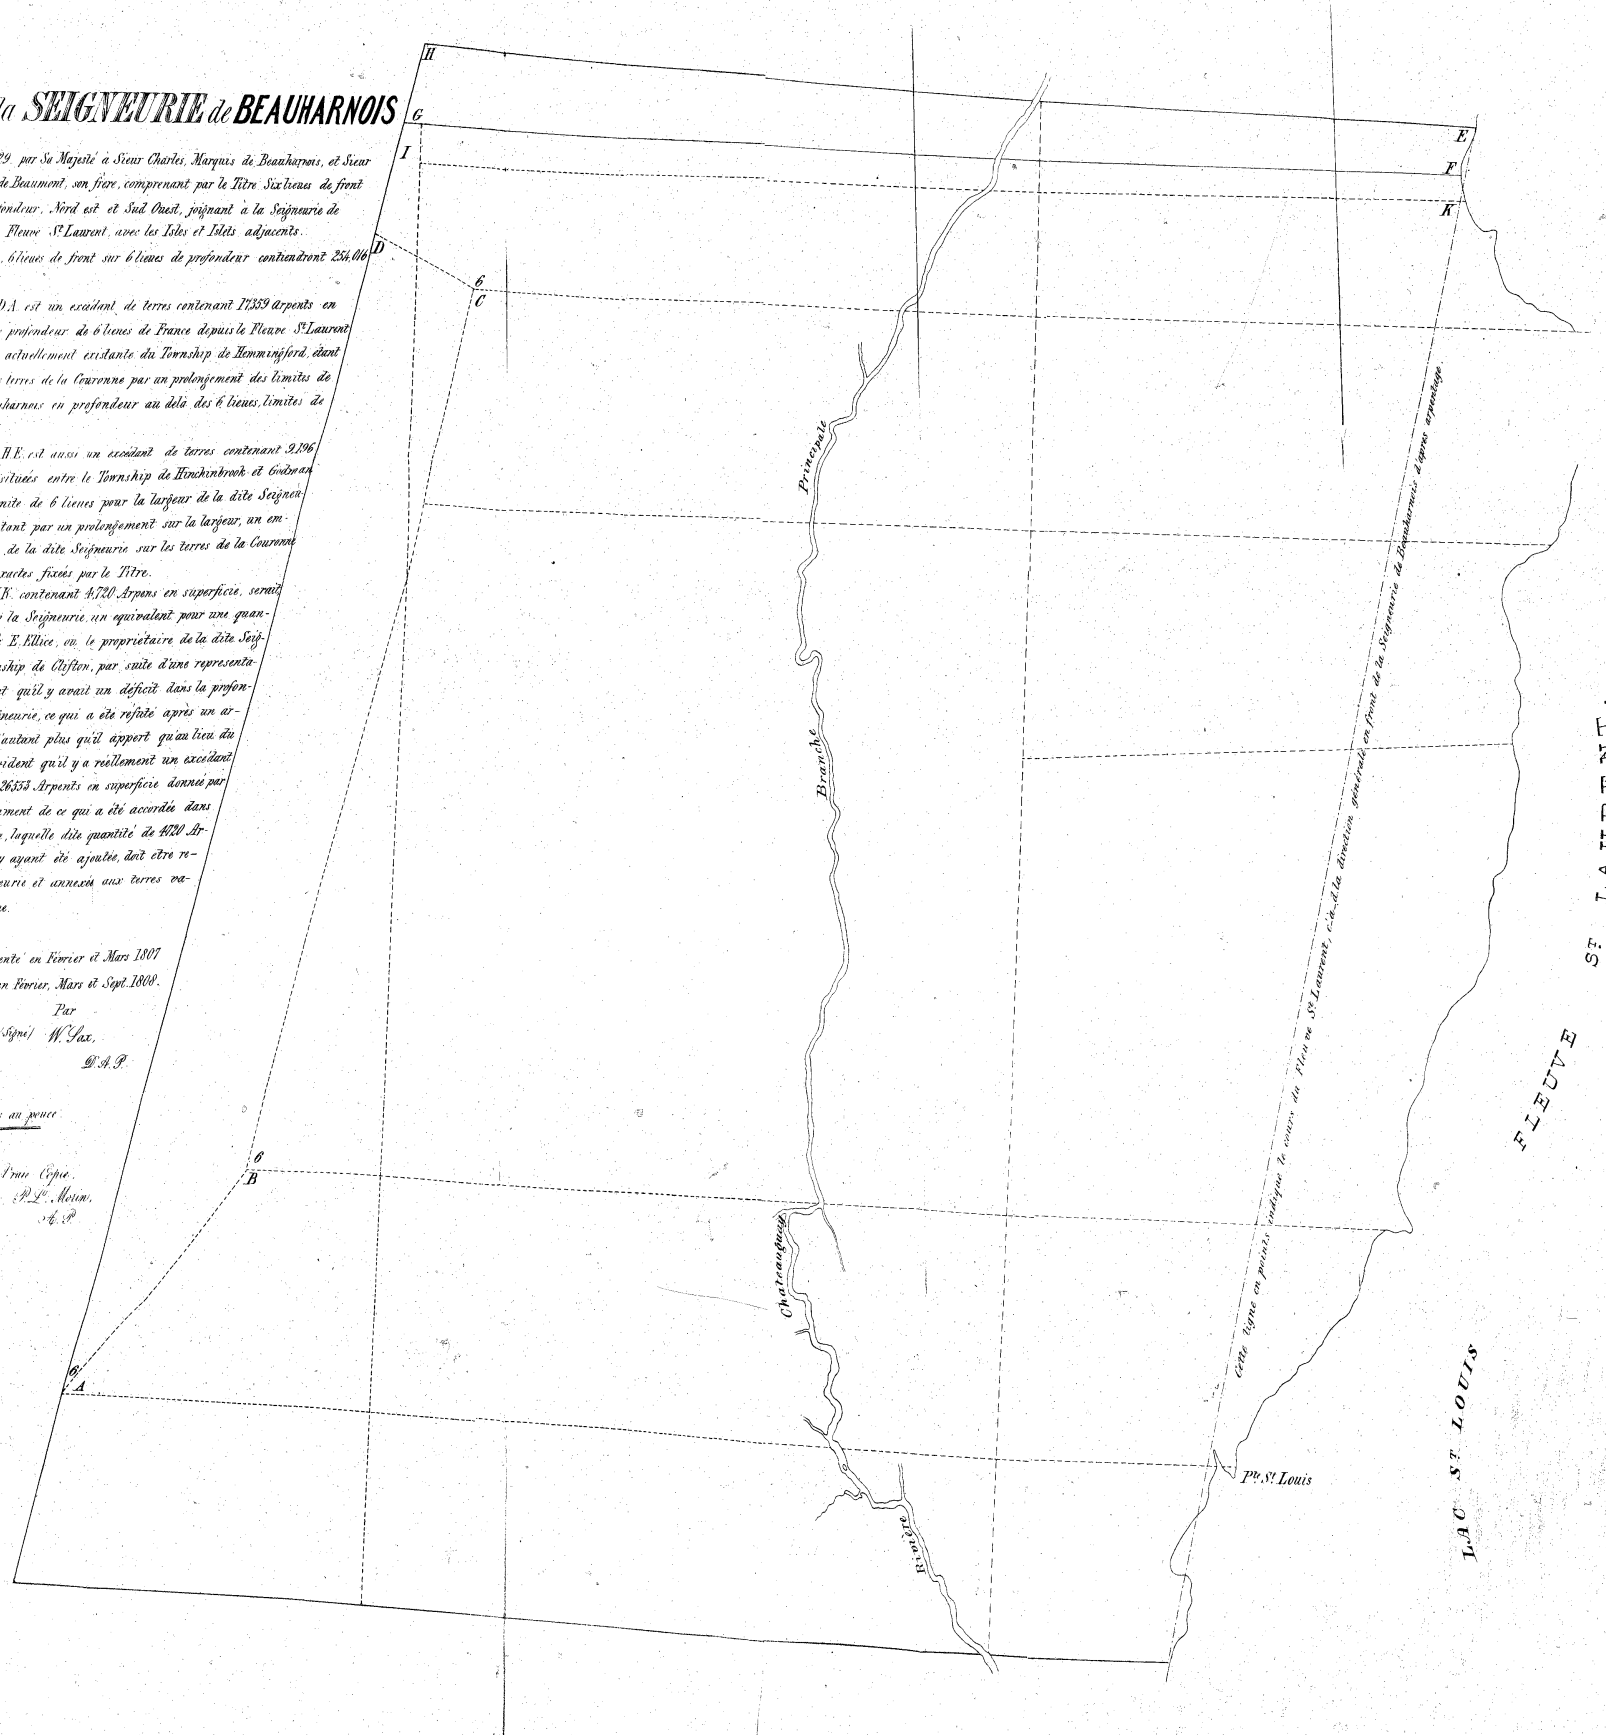 la SEIGNEURIE de BEAUHARNOIS
29. par Sa Majesté à Sieur Charles, Marquis de Beauharnois, et Sieur
de Beaumont, son frère, comprenant par le Titre Six lieues de front
ondeur, Nord est et Sud Ouest, joignant à la Seigneurie de
Fleuve St. Laurent, avec les Isles et Islets adjacents.
6 lieues de front sur 6 lieues de profondeur contiendront 254,016
D.A. est un excédant de terres contenant 17359 Arpents en
profondeur de 6 lieues de France depuis le Fleuve St. Laurent
actuellement existante du Township de Hemmingford, étant
terres de la Couronne par un prolongement des limites de
uharnois en profondeur au delà des 6 lieues, limites de
H.E. est aussi un excédant de terres contenant 9,196
situées entre le Township de Hinchinbrook et Godman
mite de 6 lieues pour la largeur de la dite Seigneu-
tant par un prolongement sur la largeur, un em-
de la dite Seigneurie sur les terres de la Couronne
xactes fixées par le Titre.
K. contenant 4,720 Arpens en superficie, serait
la Seigneurie, un equivalent pour une quan-
E. Ellice, ou le propriétaire de la dite Seig-
ship de Clifton, par suite d'une representa-
t qu'il y avait un déficit dans la profon-
neurie, ce qui a été réfuté après un ar-
'autant plus qu'il appert qu'au lieu du
vident qu'il y a réellement un excédant
26553 Arpents en superficie donnée par
ment de ce qui a été accordée dans
, laquelle dite quantité de 4720 Ar-
y ayant été ajoutée, doit etre re-
eurie et annexée aux terres va-
e.
enté en Février et Mars 1807
en Février, Mars et Sept. 1808.
Par
(Signé) W. Sax,
D.A.P.
au pouce
Vraie Copie.
P. L. Morin,
A. P.
H
G
I
D
6
C
E
F
K
Principale
Branche
Chateauguay
Rivière
6
B
6
A
Cette ligne en points indique le cours du Fleuve St. Laurent, c.à.d. la direction générale en front de la Seigneurie de Beauharnois d'après arpentage.
Pte. St. Louis
FLEUVE ST. LAURENT.
LAC ST. LOUIS